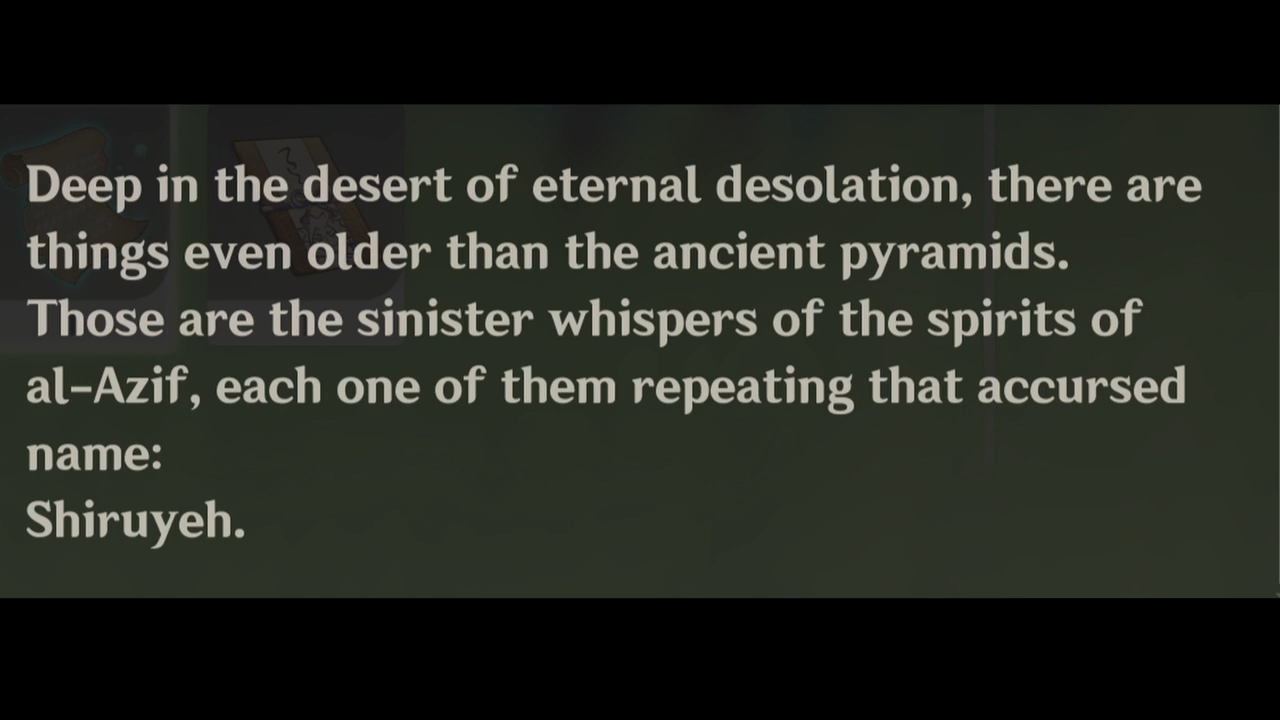 Deep in the desert of eternal desolation, there are
things even older than the ancient pyramids.
Those are the sinister whispers of the spirits of
al-Azif, each one of them repeating that accursed
name:
Shiruyeh.